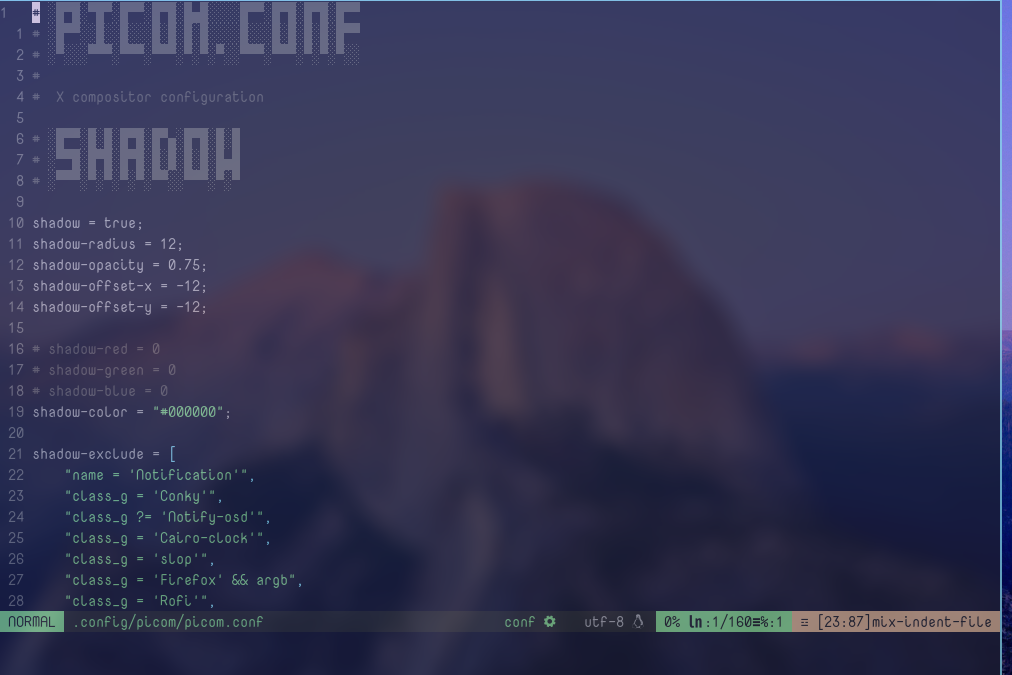 1 #  PICOM.CONF
1 #
2 #
3 #
4 #  X compositor configuration
5
6 #  SHADOW
7 #
8 #
9
10 shadow = true;
11 shadow-radius = 12;
12 shadow-opacity = 0.75;
13 shadow-offset-x = -12;
14 shadow-offset-y = -12;
15
16 # shadow-red = 0
17 # shadow-green = 0
18 # shadow-blue = 0
19 shadow-color = "#000000";
20
21 shadow-exclude = [
22     "name = 'Notification'",
23     "class_g = 'Conky'",
24     "class_g ?= 'Notify-osd'",
25     "class_g = 'Cairo-clock'",
26     "class_g = 'slop'",
27     "class_g = 'Firefox' && argb",
28     "class_g = 'Rofi'",
NORMAL .config/picom/picom.conf conf utf-8 0% ln:1/160≡%:1 Ξ [23:87]mix-indent-file